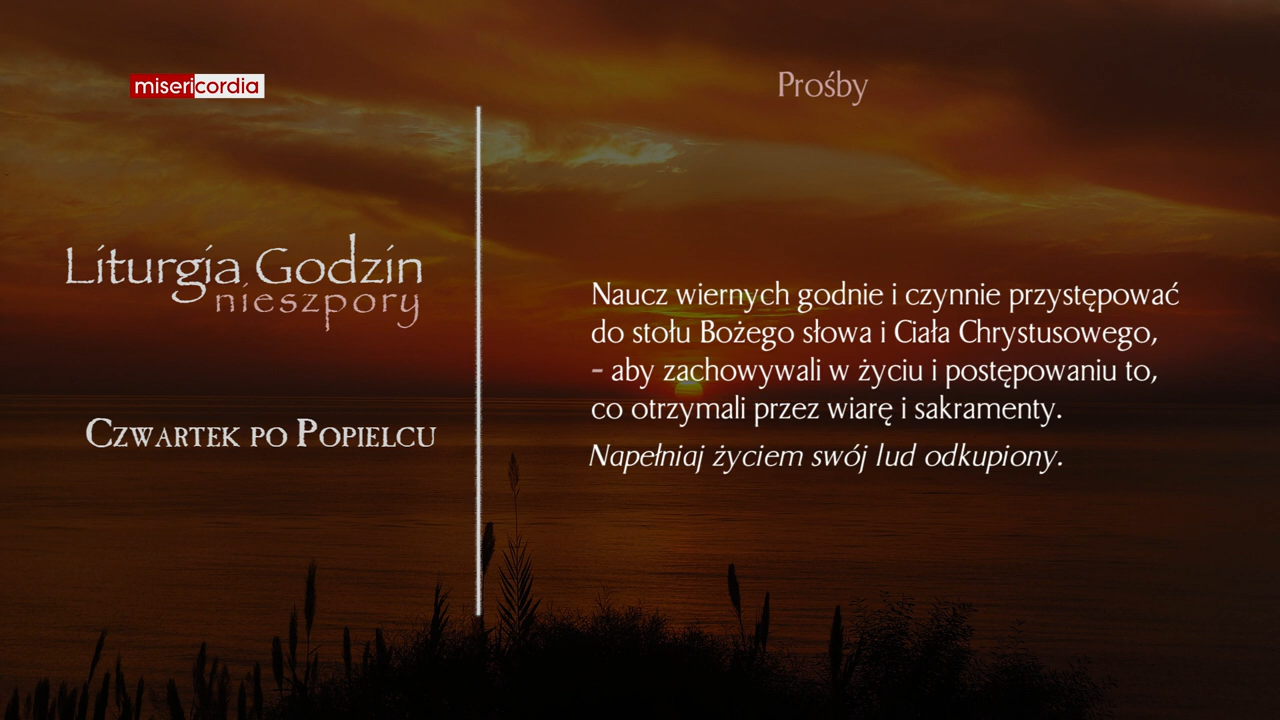 misericordia
Liturgia Godzin
nieszpory
Czwartek po Popielcu
Prośby
Naucz wiernych godnie i czynnie przystępować
do stołu Bożego słowa i Ciała Chrystusowego,
- aby zachowywali w życiu i postępowaniu to,
co otrzymali przez wiarę i sakramenty.
Napełniaj życiem swój lud odkupiony.